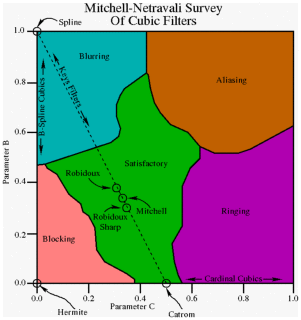 Mitchell-Netravali Survey
Of Cubic Filters
Spline
1.0
Blurring
Keys Filters
B-Spline Cubics
Aliasing
0.8
0.6
Parameter B
Satisfactory
0.4
Robidoux
Robidoux
Sharp
Mitchell
Ringing
0.2
Blocking
Cardinal Cubics
0.0
0.0
0.2
0.4
0.6
0.8
1.0
Parameter C
Hermite
Catrom